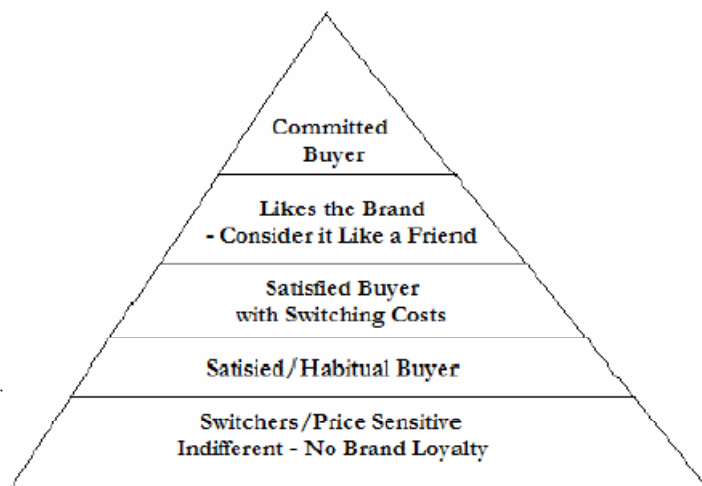 Committed
Buyer
Likes the Brand
- Consider it Like a Friend
Satisfied Buyer
with Switching Costs
Satisied/Habitual Buyer
Switchers/Price Sensitive
Indifferent - No Brand Loyalty